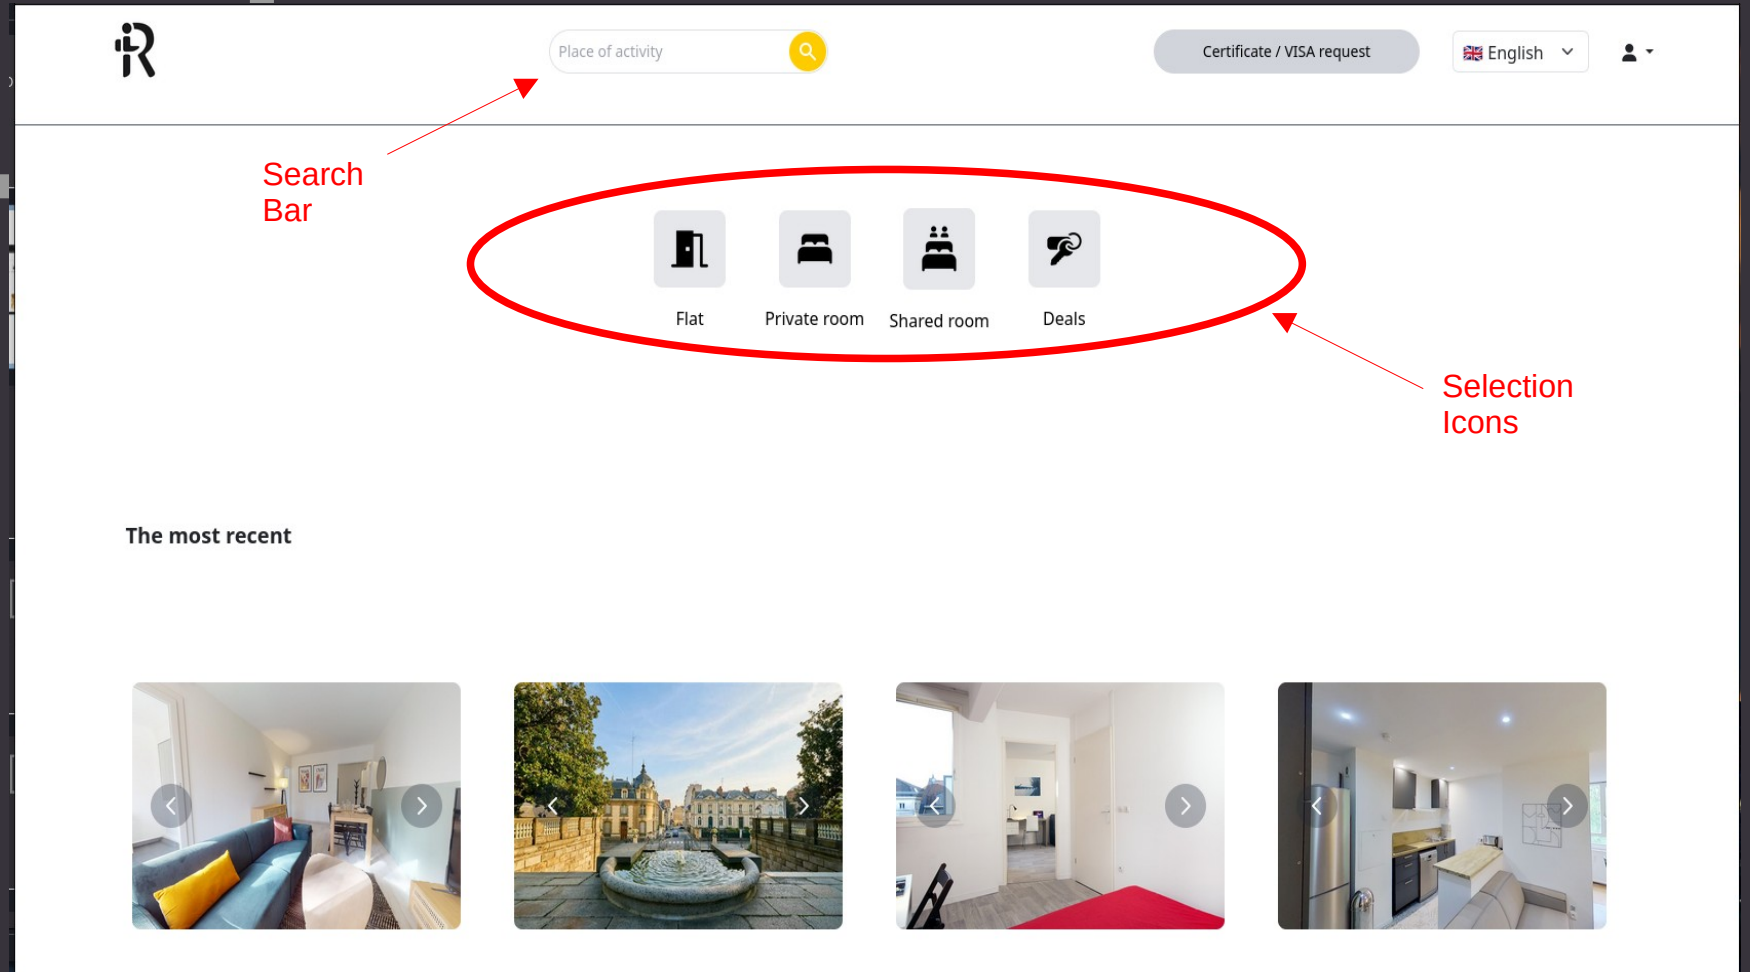 Place of activity
Certificate / VISA request
English
Search
Bar
Flat
Private room
Shared room
Deals
Selection
Icons
The most recent